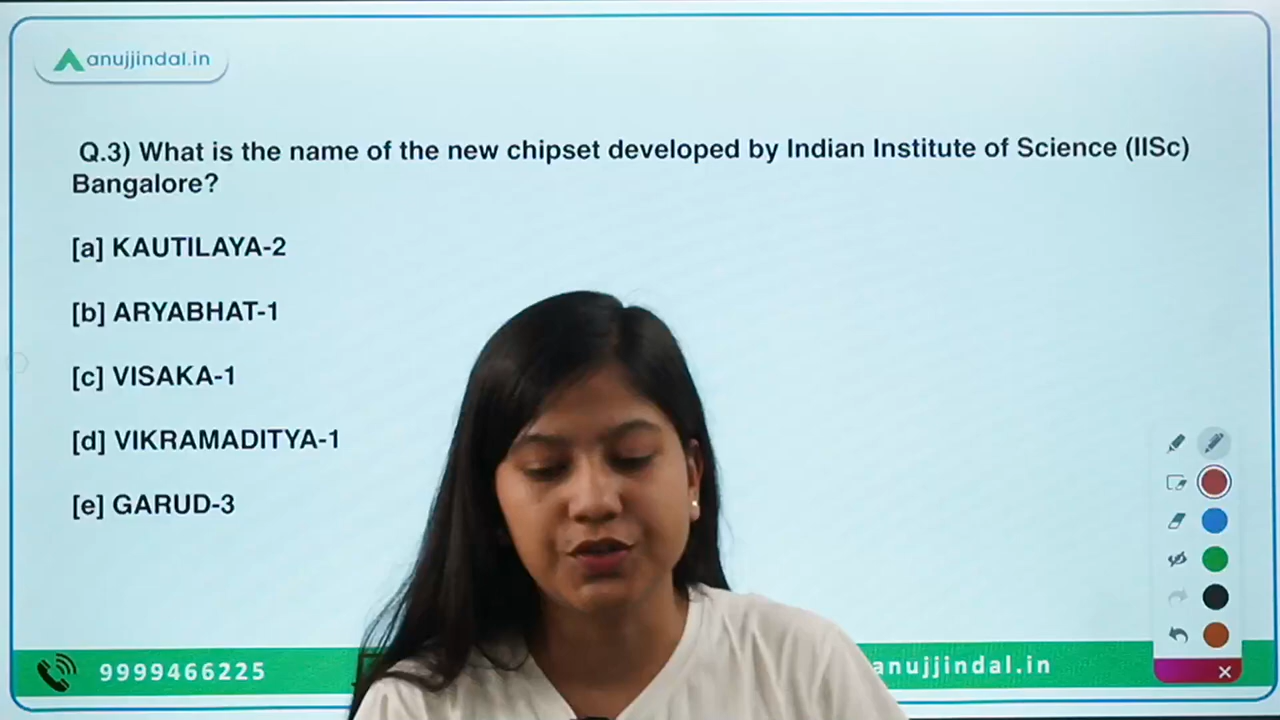 anujjindal.in
Q.3) What is the name of the new chipset developed by Indian Institute of Science (IISc)
Bangalore?
[a] KAUTILAYA-2
[b] ARYABHAT-1
[c] VISAKA-1
[d] VIKRAMADITYA-1
[e] GARUD-3
9999466225
anujjindal.in